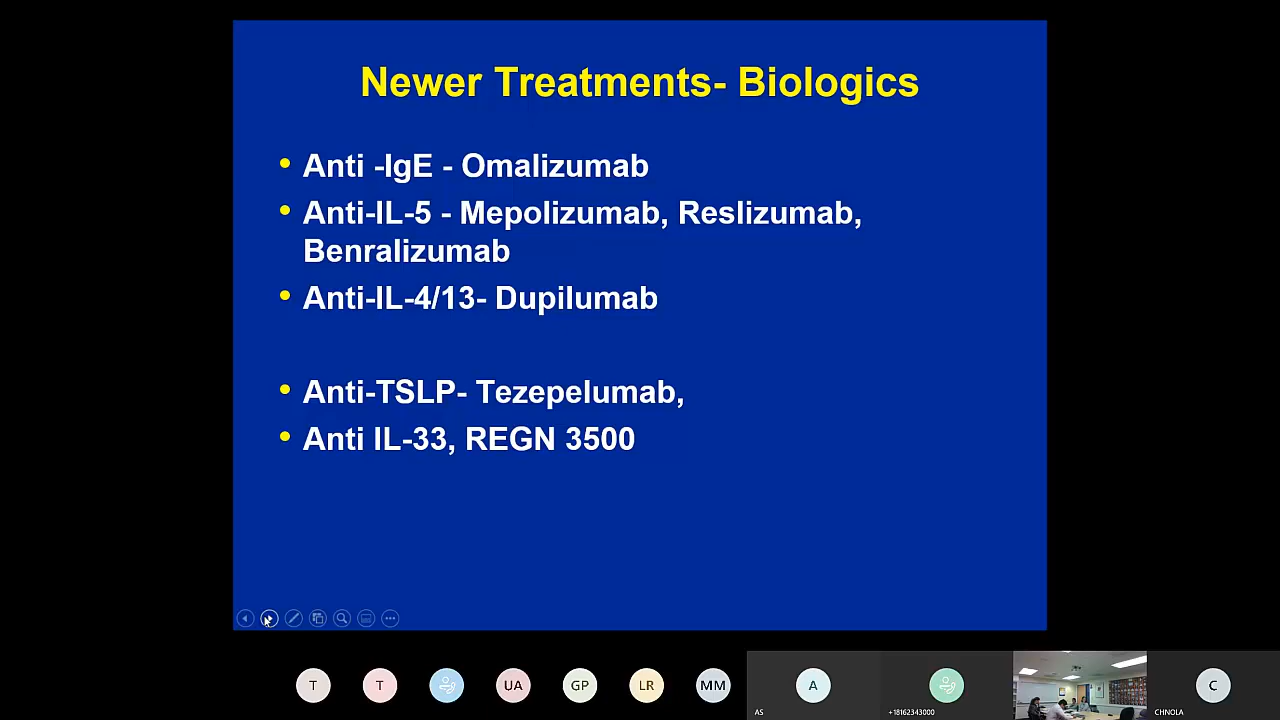 Newer Treatments- Biologics
• Anti -IgE - Omalizumab
• Anti-IL-5 - Mepolizumab, Reslizumab,
Benralizumab
• Anti-IL-4/13- Dupilumab
• Anti-TSLP- Tezepelumab,
• Anti IL-33, REGN 3500
T
T
UA
GP
LR
MM
A
C
AS
+18162343000
CHNOLA